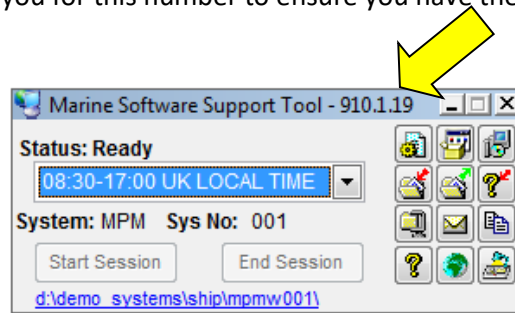 you for this number to ensure you have the
Marine Software Support Tool - 910.1.19
Status: Ready
08:30-17:00 UK LOCAL TIME
System: MPM Sys No: 001
Start Session End Session
d:\demo_systems\ship\mpmw001\